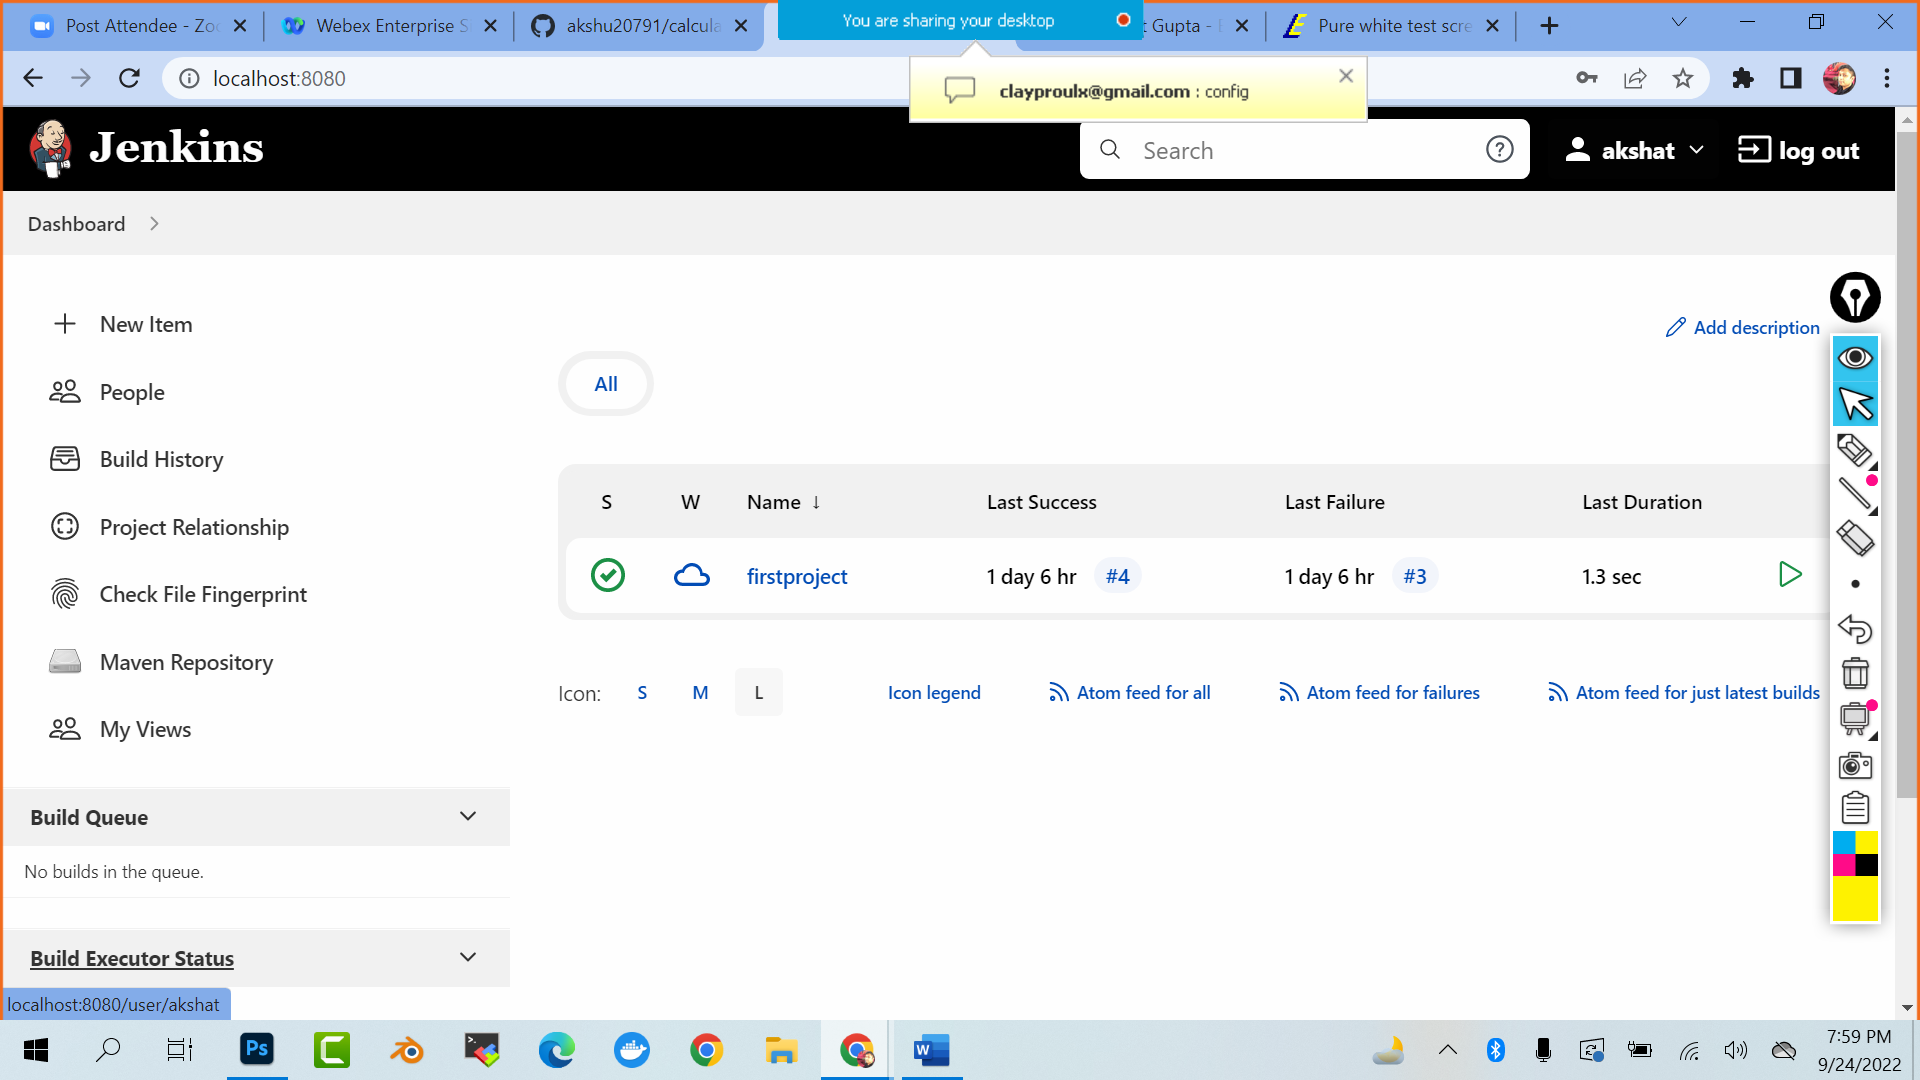 Post Attendee - Zoo
Webex Enterprise S
akshu20791/calcula
You are sharing your desktop
t Gupta -
Pure white test scre
localhost:8080
clayproulx@gmail.com : config
Jenkins
Search
akshat
log out
Dashboard
New Item
Add description
People
All
Build History
S W Name ↓ Last Success Last Failure Last Duration
Project Relationship
firstproject 1 day 6 hr #4 1 day 6 hr #3 1.3 sec
Check File Fingerprint
Maven Repository
Icon: S M L Icon legend Atom feed for all Atom feed for failures Atom feed for just latest builds
My Views
Build Queue
No builds in the queue.
Build Executor Status
localhost:8080/user/akshat
Ps
W
7:59 PM
9/24/2022